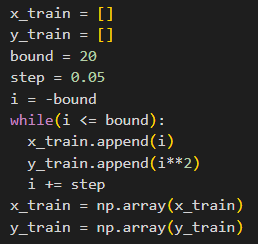 x_train = []
y_train = []
bound = 20
step = 0.05
i = -bound
while(i <= bound):
  x_train.append(i)
  y_train.append(i**2)
  i += step
x_train = np.array(x_train)
y_train = np.array(y_train)